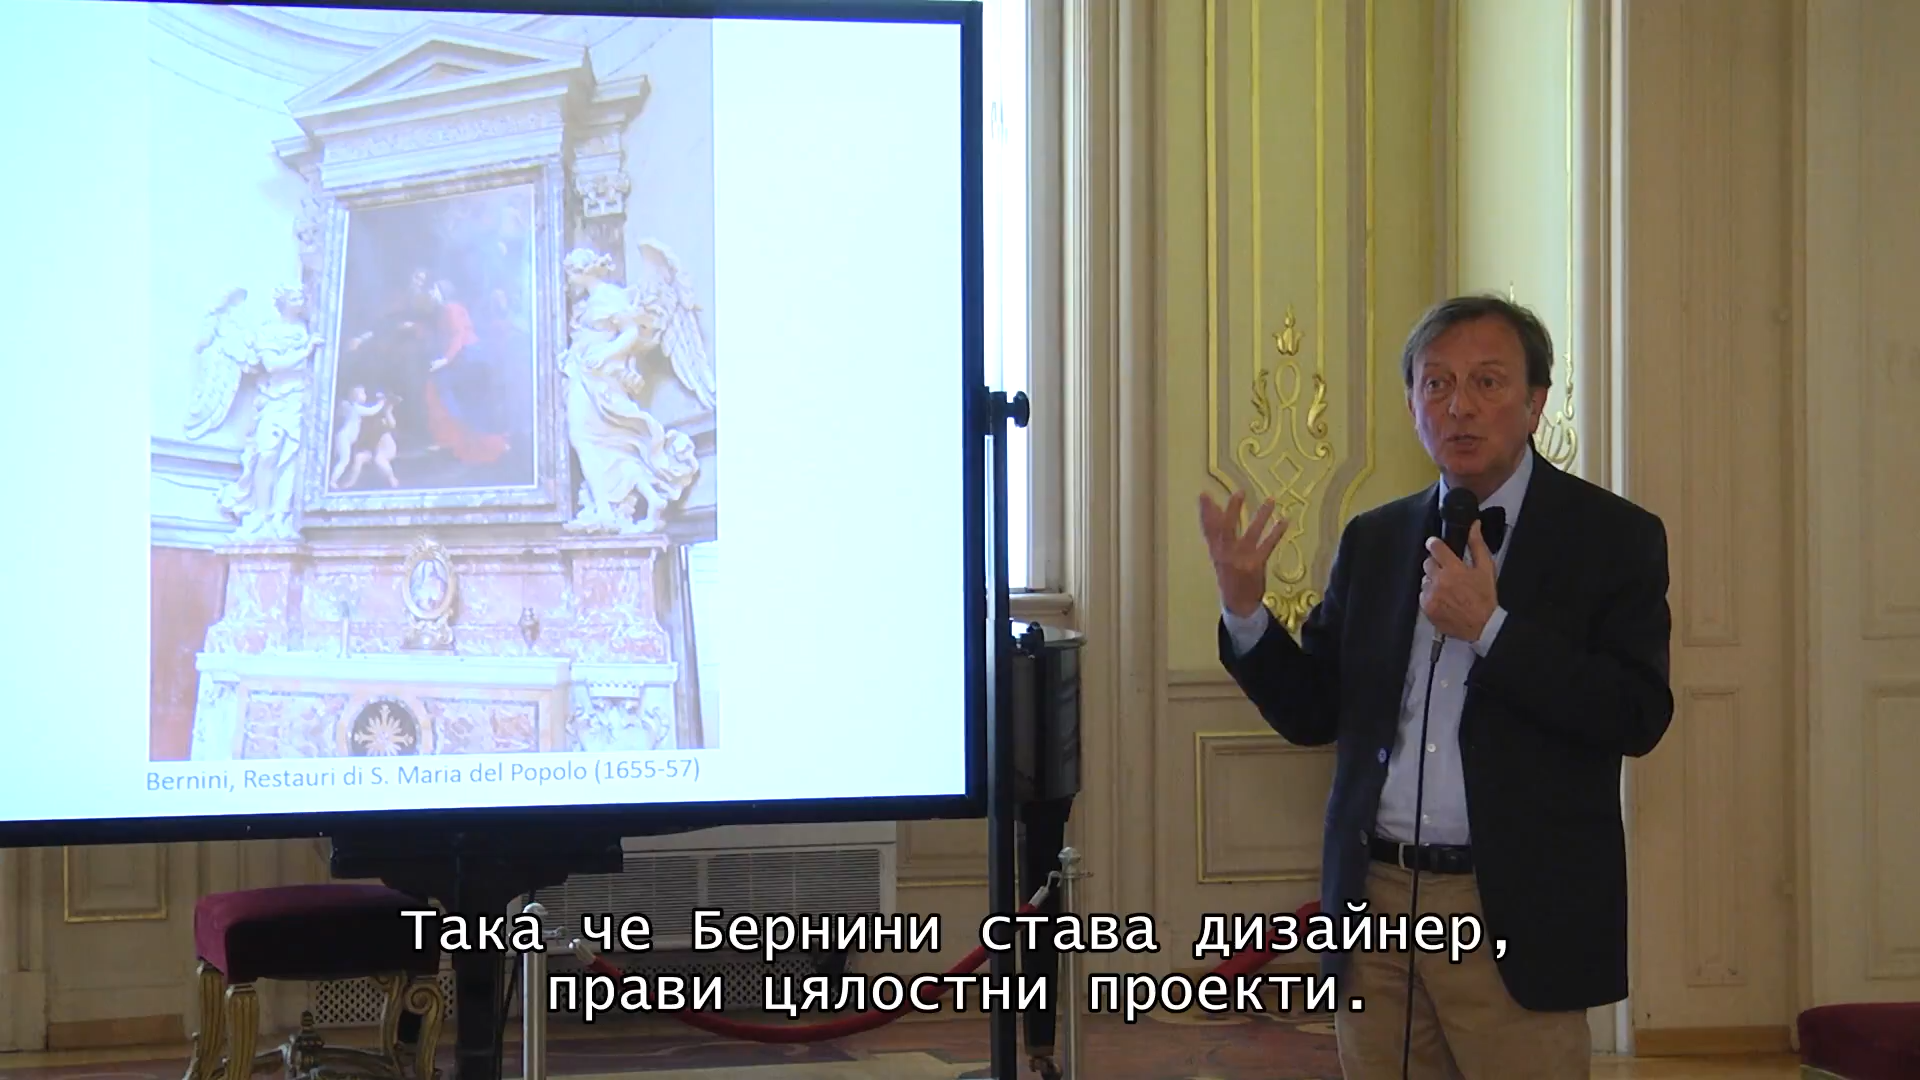 Bernini, Restauri di S. Maria del Popolo (1655-57)
Така че Бернини става дизайнер,
прави цялостни проекти.